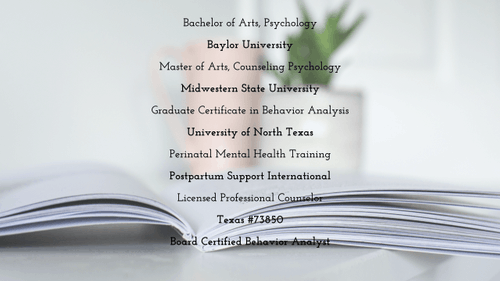 Bachelor of Arts, Psychology
Baylor University
Master of Arts, Counseling Psychology
Midwestern State University
Graduate Certificate in Behavior Analysis
University of North Texas
Perinatal Mental Health Training
Postpartum Support International
Licensed Professional Counselor
Texas #73850
Board Certified Behavior Analyst